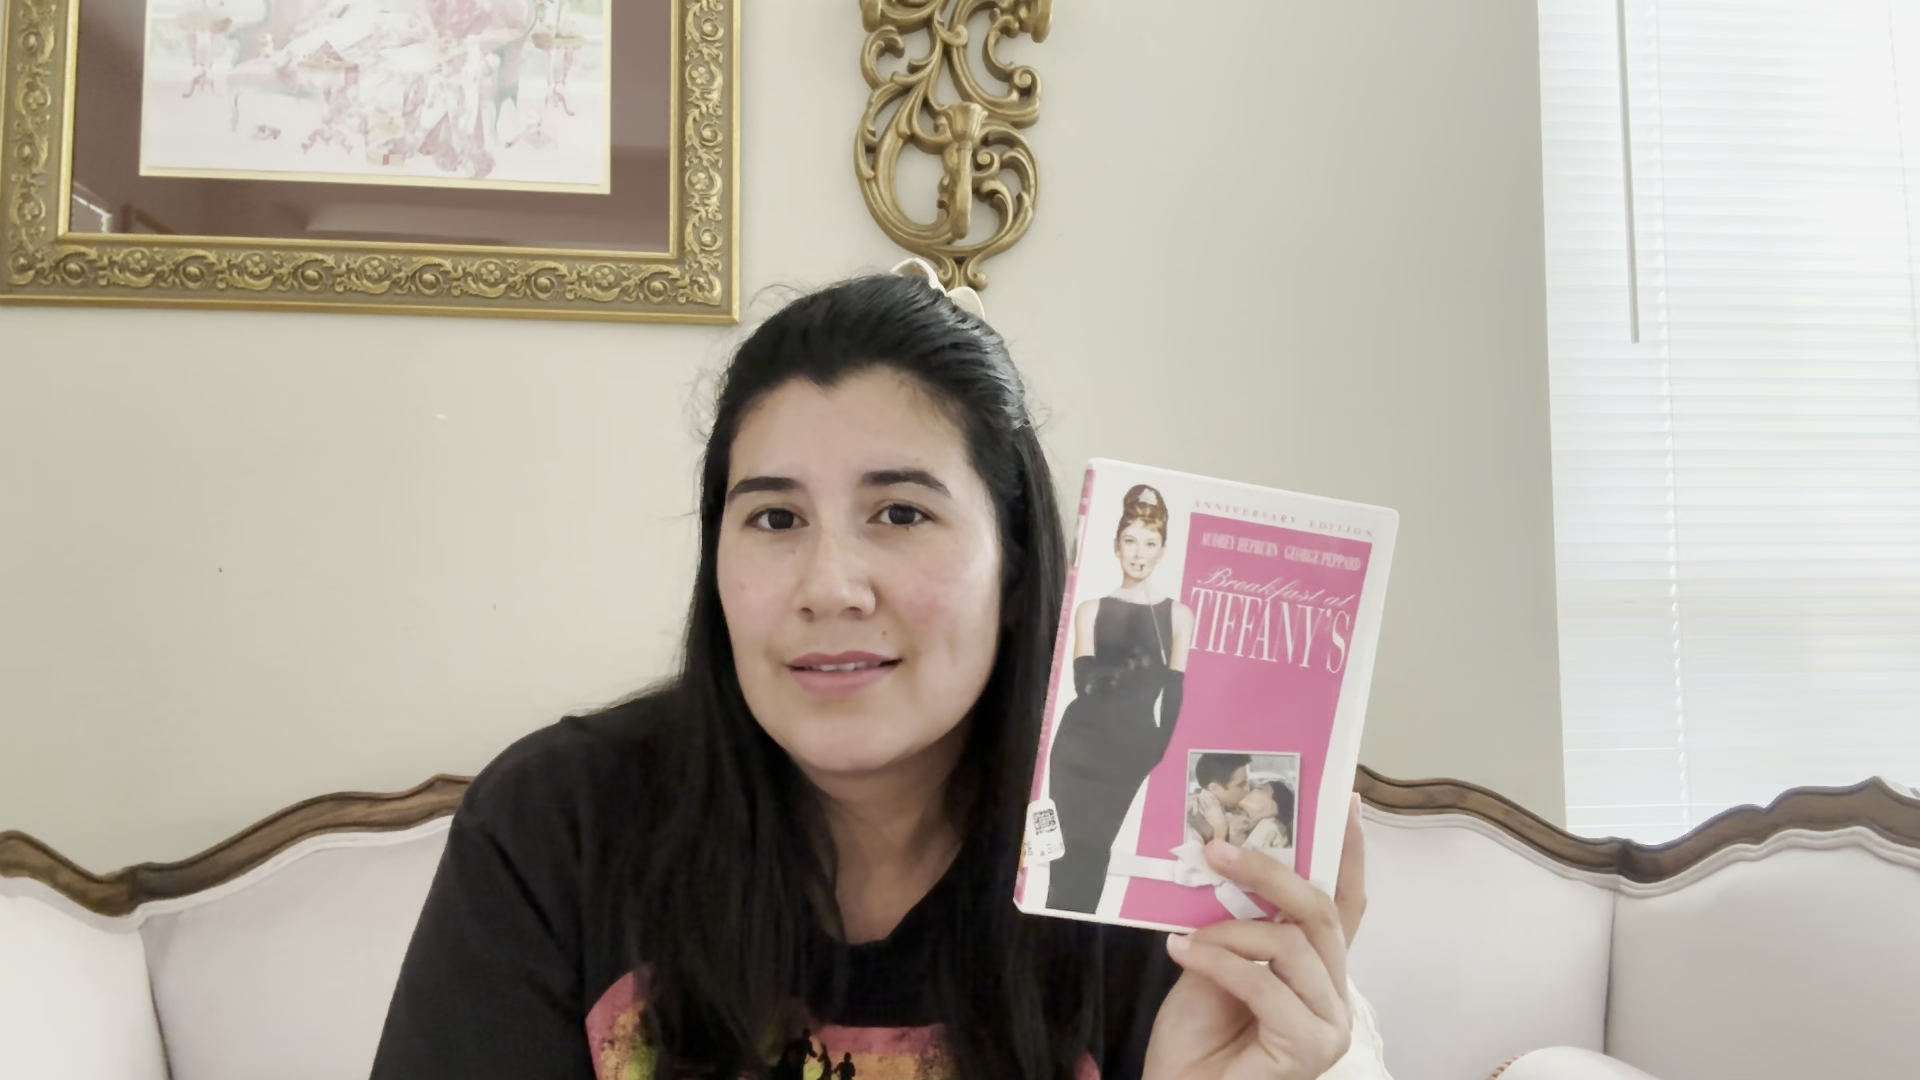 ANNIVERSARY EDITION
AUDREY HEPBURN GEORGE PEPPARD
Breakfast at
TIFFANY'S